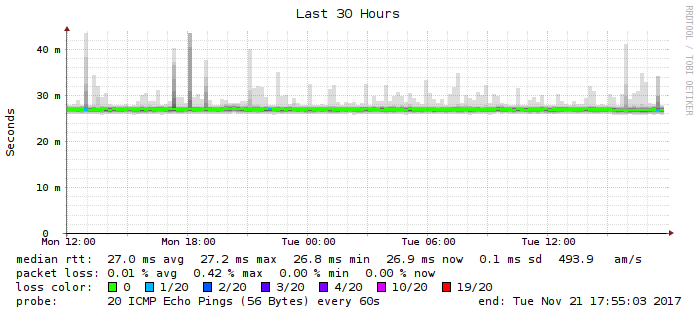 Last 30 Hours
RRDTOOL / TOBI OETIKER
Seconds
40 m
30 m
20 m
10 m
0
Mon 12:00 Mon 18:00 Tue 00:00 Tue 06:00 Tue 12:00
median rtt: 27.0 ms avg 27.2 ms max 26.8 ms min 26.9 ms now 0.1 ms sd 493.9 am/s
packet loss: 0.01 % avg 0.42 % max 0.00 % min 0.00 % now
loss color: 0 1/20 2/20 3/20 4/20 10/20 19/20
probe: 20 ICMP Echo Pings (56 Bytes) every 60s end: Tue Nov 21 17:55:03 2017